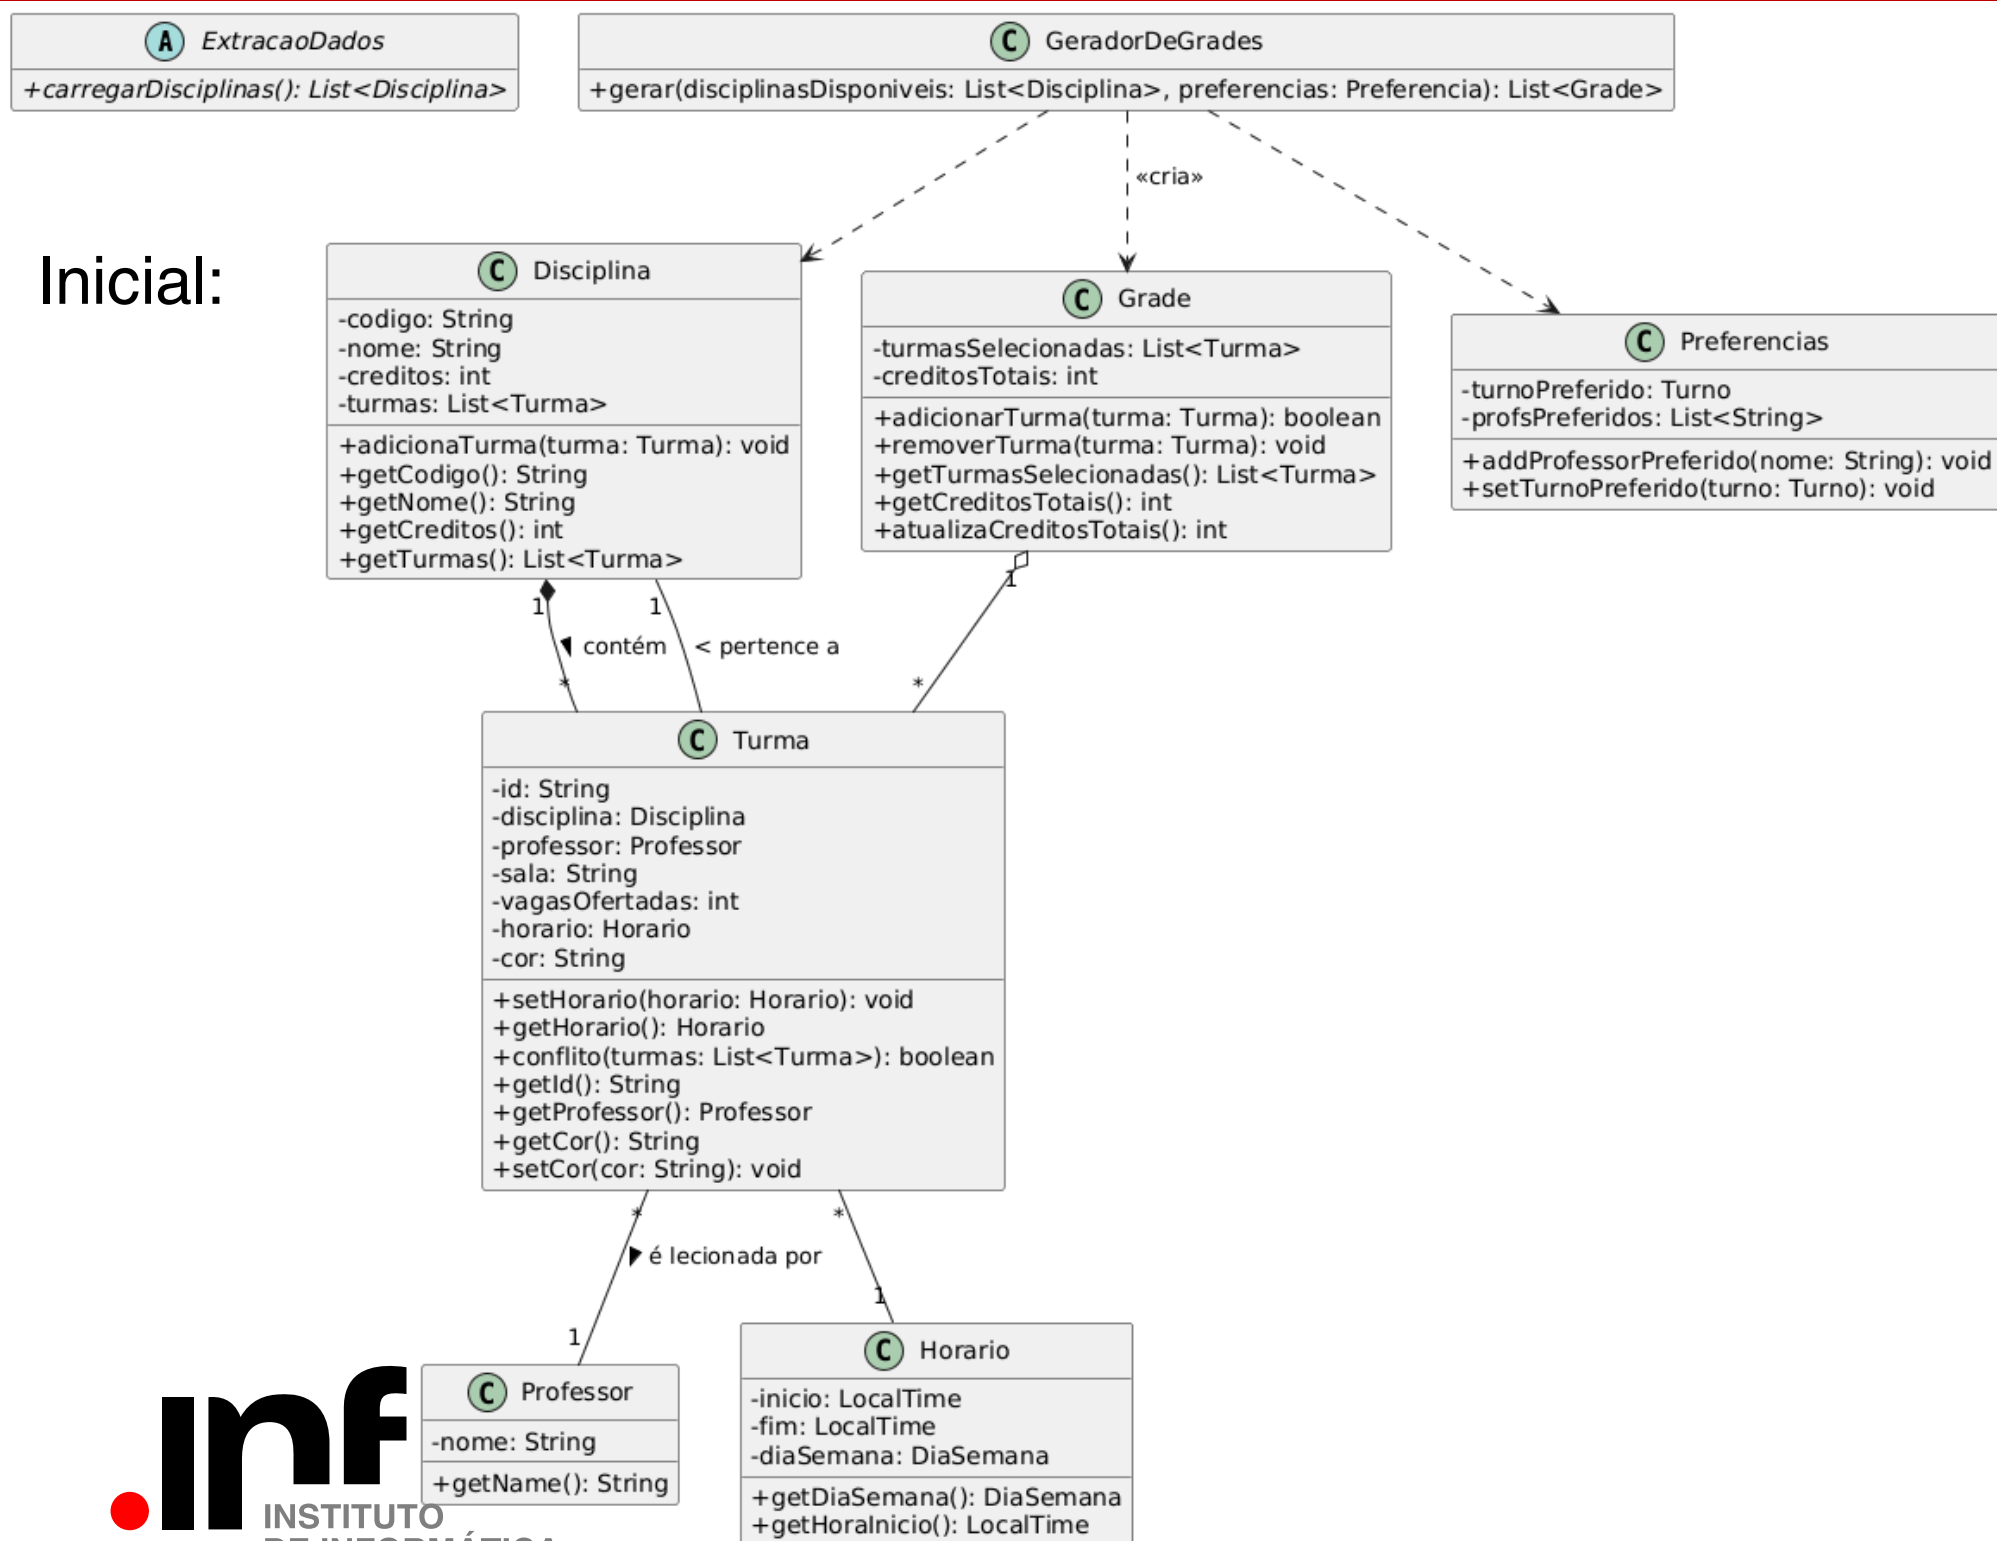 A ExtracaoDados
+carregarDisciplinas(): List<Disciplina>
C GeradorDeGrades
+gerar(disciplinasDisponiveis: List<Disciplina>, preferencias: Preferencia): List<Grade>
«cria»
Inicial:
C Disciplina
-codigo: String
-nome: String
-creditos: int
-turmas: List<Turma>
+adicionaTurma(turma: Turma): void
+getCodigo(): String
+getNome(): String
+getCreditos(): int
+getTurmas(): List<Turma>
C Grade
-turmasSelecionadas: List<Turma>
-creditosTotais: int
+adicionarTurma(turma: Turma): boolean
+removerTurma(turma: Turma): void
+getTurmasSelecionadas(): List<Turma>
+getCreditosTotais(): int
+atualizaCreditosTotais(): int
C Preferencias
-turnoPreferido: Turno
-profsPreferidos: List<String>
+addProfessorPreferido(nome: String): void
+setTurnoPreferido(turno: Turno): void
1
1
1
contém
< pertence a
*
*
C Turma
-id: String
-disciplina: Disciplina
-professor: Professor
-sala: String
-vagasOfertadas: int
-horario: Horario
-cor: String
+setHorario(horario: Horario): void
+getHorario(): Horario
+conflito(turmas: List<Turma>): boolean
+getId(): String
+getProfessor(): Professor
+getCor(): String
+setCor(cor: String): void
*
*
é lecionada por
1
1
C Professor
-nome: String
+getName(): String
C Horario
-inicio: LocalTime
-fim: LocalTime
-diaSemana: DiaSemana
+getDiaSemana(): DiaSemana
+getHoraInicio(): LocalTime
.inf
INSTITUTO
DE INFORMÁTICA